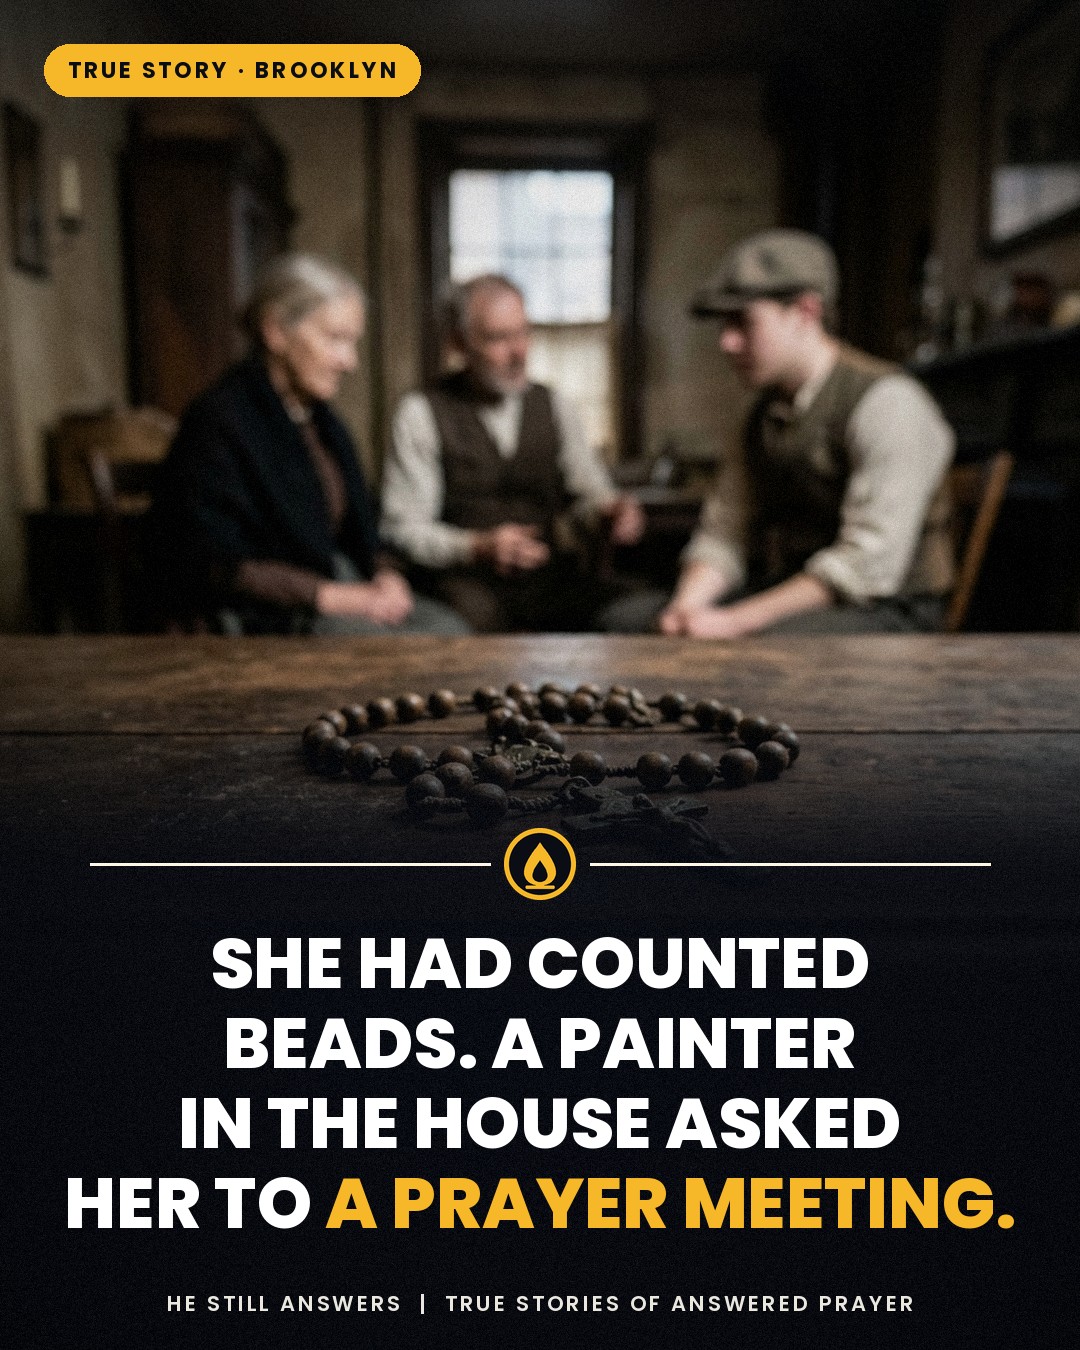 TRUE STORY · BROOKLYN
SHE HAD COUNTED
BEADS. A PAINTER
IN THE HOUSE ASKED
HER TO A PRAYER MEETING.
HE STILL ANSWERS | TRUE STORIES OF ANSWERED PRAYER